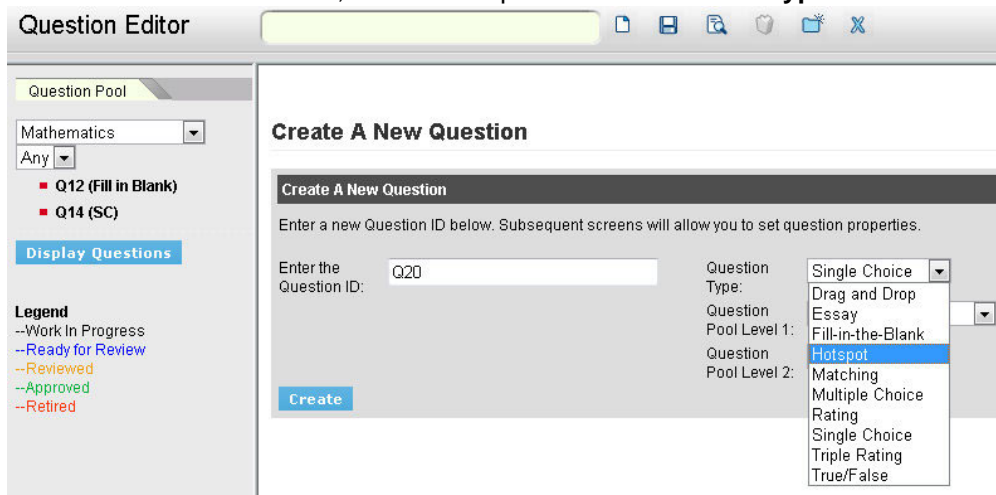 Question Editor
Question Pool
Mathematics
Any
Q12 (Fill in Blank)
Q14 (SC)
Display Questions
Legend
--Work In Progress
--Ready for Review
--Reviewed
--Approved
--Retired
Create A New Question
Create A New Question
Enter a new Question ID below. Subsequent screens will allow you to set question properties.
Enter the
Question ID:
Q20
Question
Type:
Single Choice
Question
Pool Level 1:
Question
Pool Level 2:
Drag and Drop
Essay
Fill-in-the-Blank
Hotspot
Matching
Multiple Choice
Rating
Single Choice
Triple Rating
True/False
Create